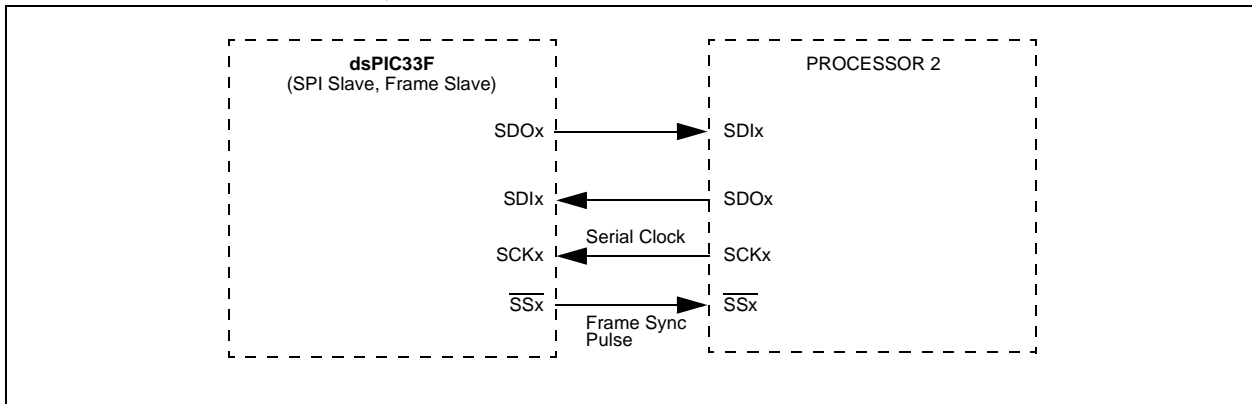 dsPIC33F
(SPI Slave, Frame Slave)
PROCESSOR 2
SDOx
SDIx
SDIx
SDOx
Serial Clock
SCKx
SCKx
SSx
SSx
Frame Sync
Pulse